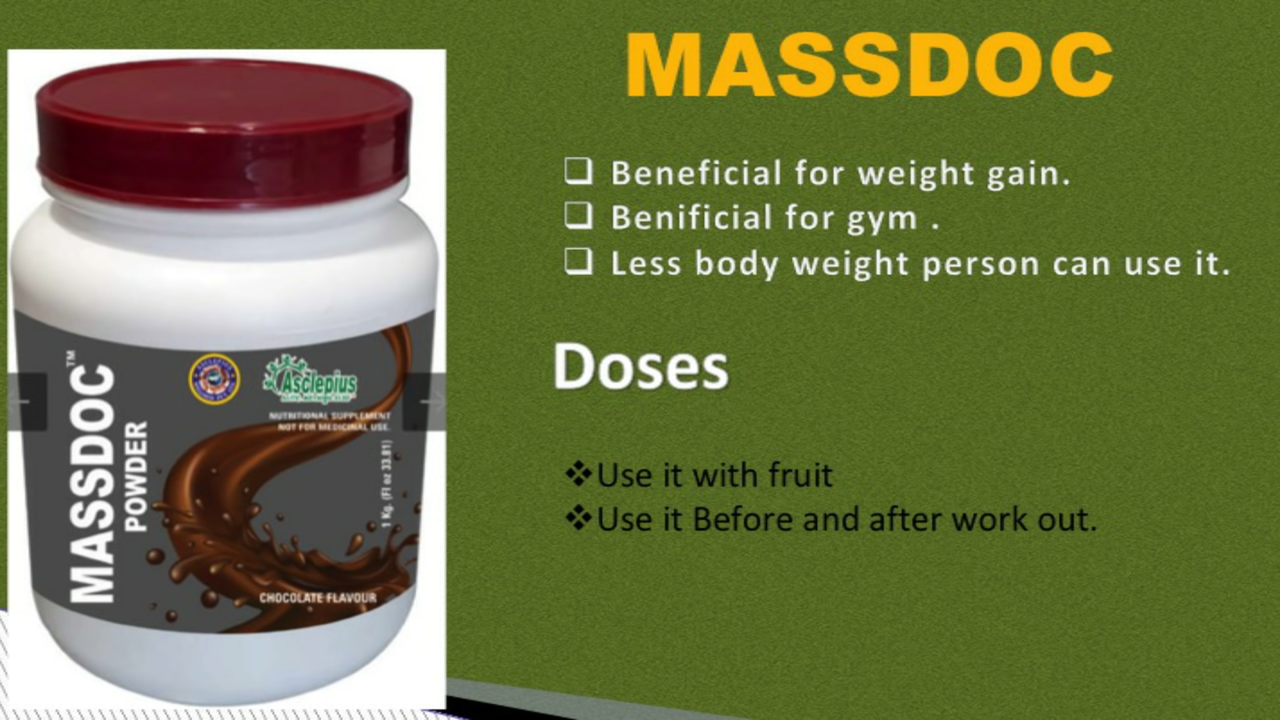 MASSDOC
❑ Beneficial for weight gain.
❑ Benificial for gym .
❑ Less body weight person can use it.
Doses
❖Use it with fruit
❖Use it Before and after work out.
MASSDOC™
POWDER
Asclepius
NUTRITIONAL SUPPLEMENT
NOT FOR MEDICINAL USE.
1 Kg. (Fl oz 33.81)
CHOCOLATE FLAVOUR